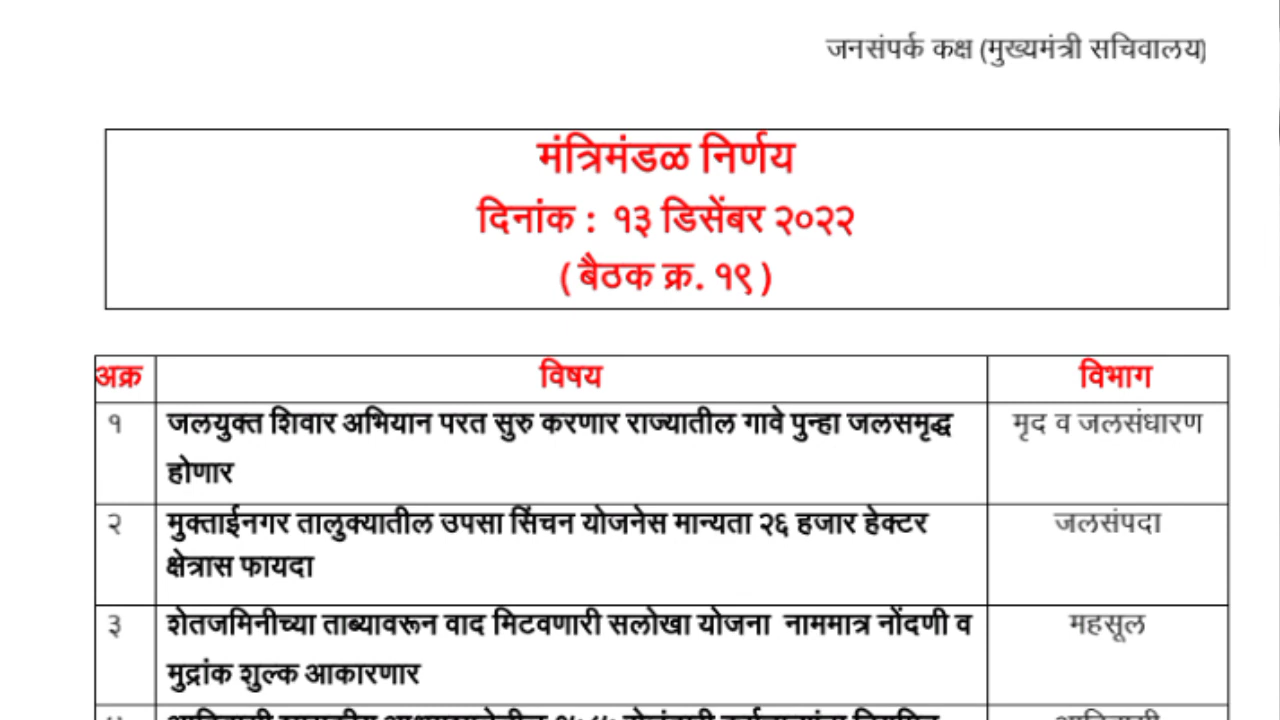 जनसंपर्क कक्ष (मुख्यमंत्री सचिवालय)
मंत्रिमंडळ निर्णय
दिनांक : १३ डिसेंबर २०२२
( बैठक क्र. १९ )
अक्र विषय विभाग
१ जलयुक्त शिवार अभियान परत सुरु करणार राज्यातील गावे पुन्हा जलसमृद्ध मृद व जलसंधारण
होणार
२ मुक्ताईनगर तालुक्यातील उपसा सिंचन योजनेस मान्यता २६ हजार हेक्टर जलसंपदा
क्षेत्रास फायदा
३ शेतजमिनीच्या ताब्यावरून वाद मिटवणारी सलोखा योजना नाममात्र नोंदणी व महसूल
मुद्रांक शुल्क आकारणार